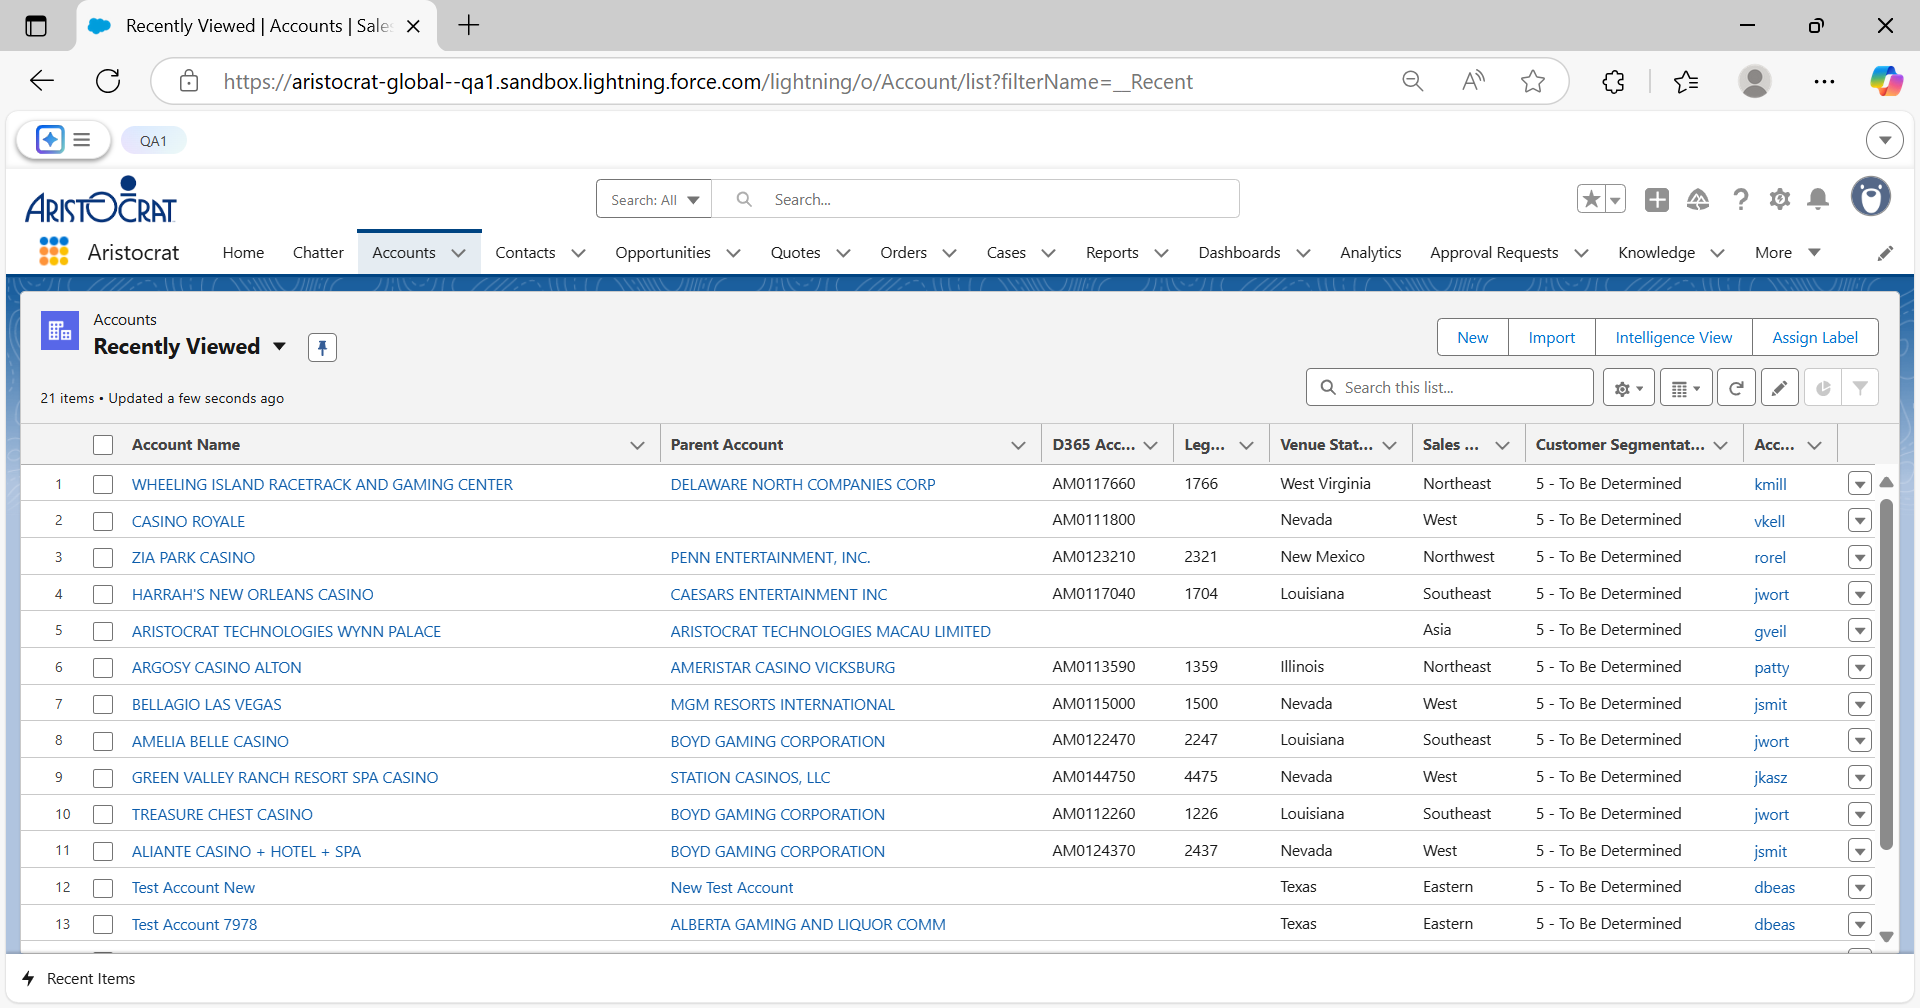 Recently Viewed | Accounts | Sales
https://aristocrat-global--qa1.sandbox.lightning.force.com/lightning/o/Account/list?filterName=__Recent
QA1
ARISTOCRAT
Search: All
Search...
Aristocrat
Home Chatter Accounts Contacts Opportunities Quotes Orders Cases Reports Dashboards Analytics Approval Requests Knowledge More
Accounts
Recently Viewed
New Import Intelligence View Assign Label
21 items • Updated a few seconds ago
Search this list...
Account Name Parent Account D365 Acc... Leg... Venue Stat... Sales ... Customer Segmentat... Acc...
1 WHEELING ISLAND RACETRACK AND GAMING CENTER DELAWARE NORTH COMPANIES CORP AM0117660 1766 West Virginia Northeast 5 - To Be Determined kmill
2 CASINO ROYALE AM0111800 Nevada West 5 - To Be Determined vkell
3 ZIA PARK CASINO PENN ENTERTAINMENT, INC. AM0123210 2321 New Mexico Northwest 5 - To Be Determined rorel
4 HARRAH'S NEW ORLEANS CASINO CAESARS ENTERTAINMENT INC AM0117040 1704 Louisiana Southeast 5 - To Be Determined jwort
5 ARISTOCRAT TECHNOLOGIES WYNN PALACE ARISTOCRAT TECHNOLOGIES MACAU LIMITED Asia 5 - To Be Determined gveil
6 ARGOSY CASINO ALTON AMERISTAR CASINO VICKSBURG AM0113590 1359 Illinois Northeast 5 - To Be Determined patty
7 BELLAGIO LAS VEGAS MGM RESORTS INTERNATIONAL AM0115000 1500 Nevada West 5 - To Be Determined jsmit
8 AMELIA BELLE CASINO BOYD GAMING CORPORATION AM0122470 2247 Louisiana Southeast 5 - To Be Determined jwort
9 GREEN VALLEY RANCH RESORT SPA CASINO STATION CASINOS, LLC AM0144750 4475 Nevada West 5 - To Be Determined jkasz
10 TREASURE CHEST CASINO BOYD GAMING CORPORATION AM0112260 1226 Louisiana Southeast 5 - To Be Determined jwort
11 ALIANTE CASINO + HOTEL + SPA BOYD GAMING CORPORATION AM0124370 2437 Nevada West 5 - To Be Determined jsmit
12 Test Account New New Test Account Texas Eastern 5 - To Be Determined dbeas
13 Test Account 7978 ALBERTA GAMING AND LIQUOR COMM Texas Eastern 5 - To Be Determined dbeas
Recent Items